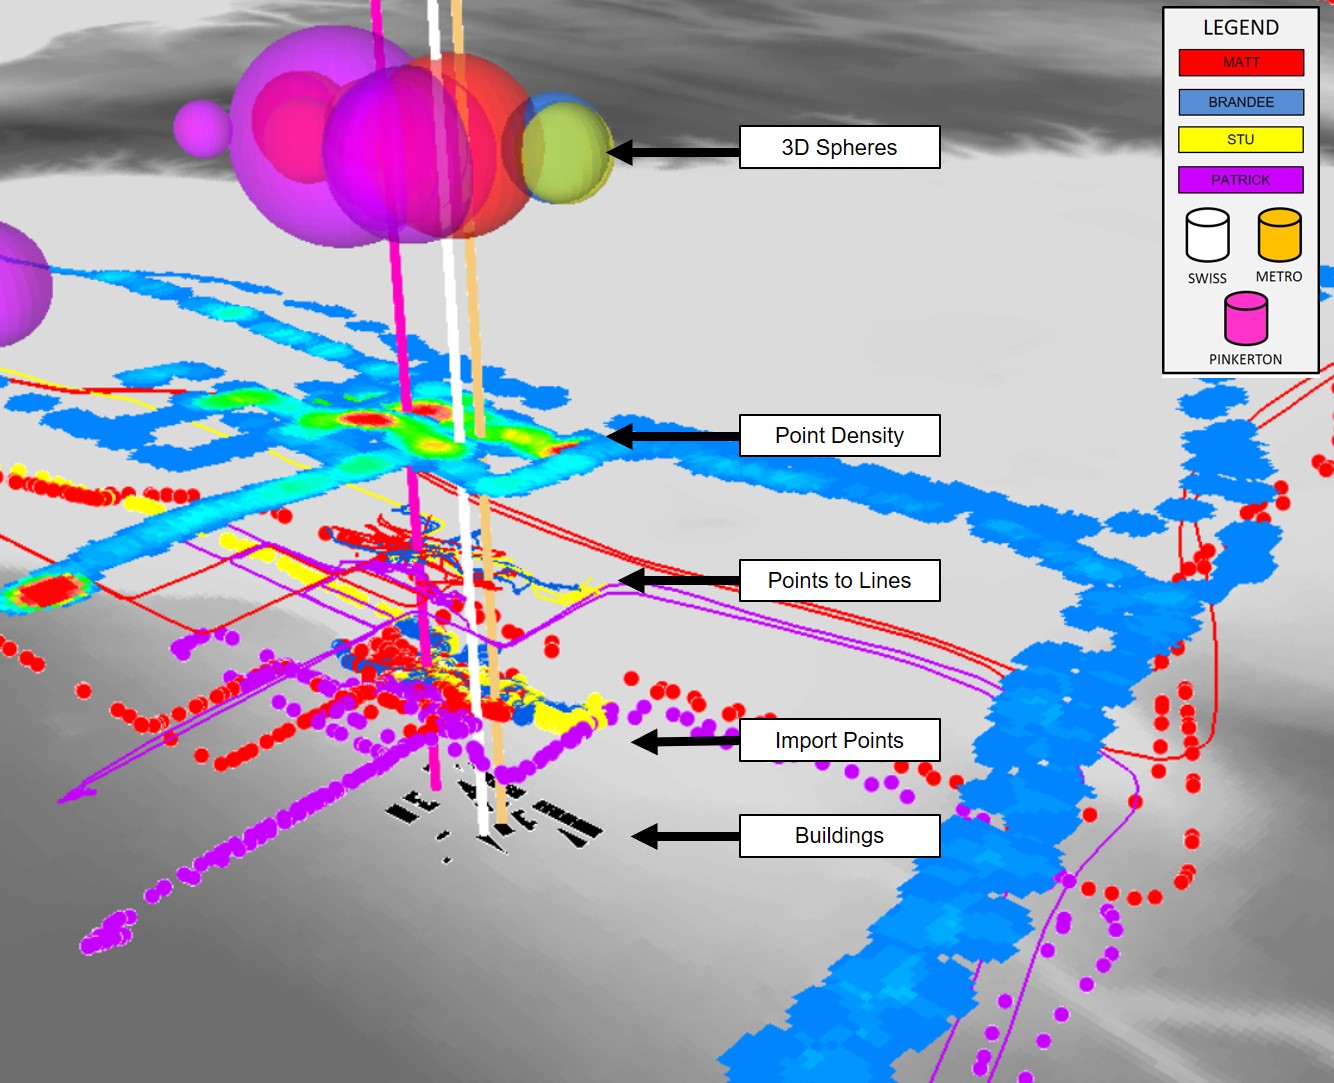 LEGEND
MATT
BRANDEE
STU
PATRICK
SWISS
METRO
PINKERTON
3D Spheres
Point Density
Points to Lines
Import Points
Buildings